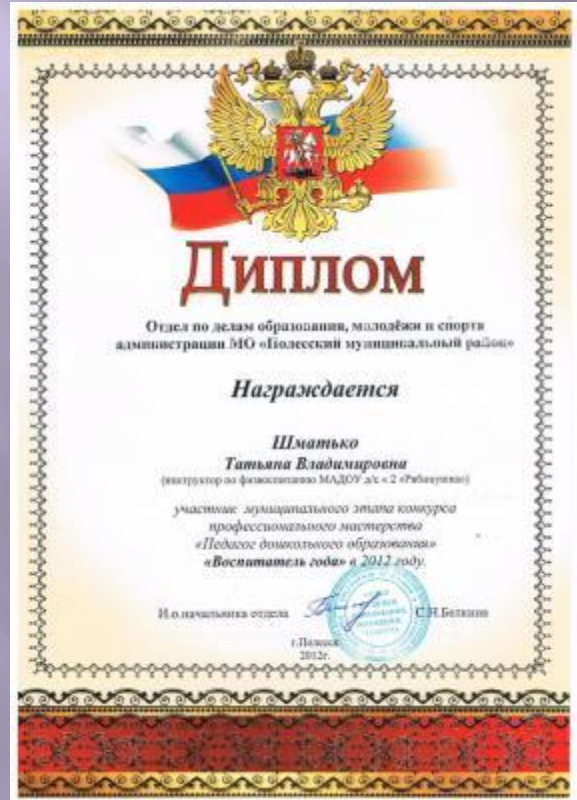 Диплом
Отдел по делам образования, молодёжи и спорта
администрации МО «Полесский муниципальный район»
Награждается
Шматько
Татьяна Владимировна
(инструктор по физвоспитанию МАДОУ д/с « 2 «Рябинушка»)
участник муниципального этапа конкурса
профессионального мастерства
«Педагог дошкольного образования»
«Воспитатель года» в 2012 году.
И.о.начальника отдела С.Н.
г.Полесск
2012г.